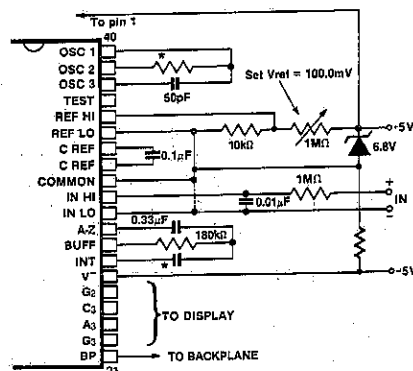 To pin 1
40
OSC 1
OSC 2
*
OSC 3
50pF
TEST
Set Vref = 100.0mV
REF HI
REF LO
10kΩ
1MΩ
+5V
6.8V
C REF
0.1µF
C REF
COMMON
1MΩ
+
IN HI
IN
IN LO
0.01µF
–
0.33µF
A-Z
BUFF
180kΩ
INT
*
V–
–5V
G2
C3
TO DISPLAY
A3
G3
BP
TO BACKPLANE
21